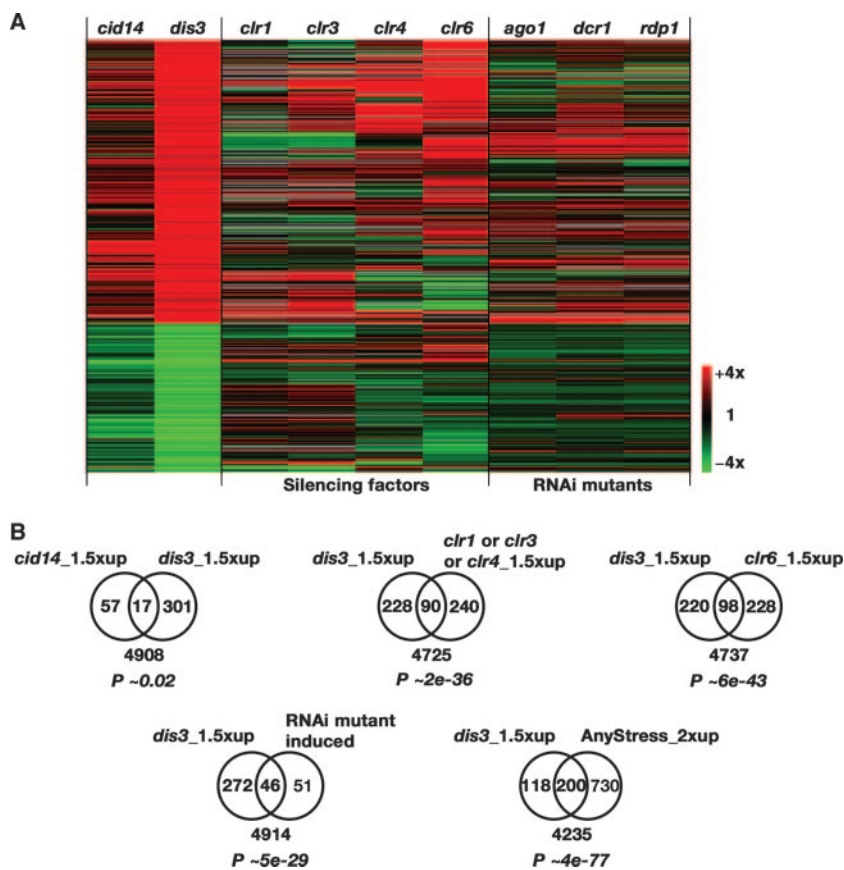 A
cid14 dis3 clr1 clr3 clr4 clr6 ago1 dcr1 rdp1
+4x
1
-4x
Silencing factors RNAi mutants
B
cid14_1.5xup dis3_1.5xup
57 17 301
4908
P ~0.02
dis3_1.5xup clr1 or clr3
or clr4_1.5xup
228 90 240
4725
P ~2e-36
dis3_1.5xup clr6_1.5xup
220 98 228
4737
P ~6e-43
dis3_1.5xup RNAi mutant
induced
272 46 51
4914
P ~5e-29
dis3_1.5xup AnyStress_2xup
118 200 730
4235
P ~4e-77